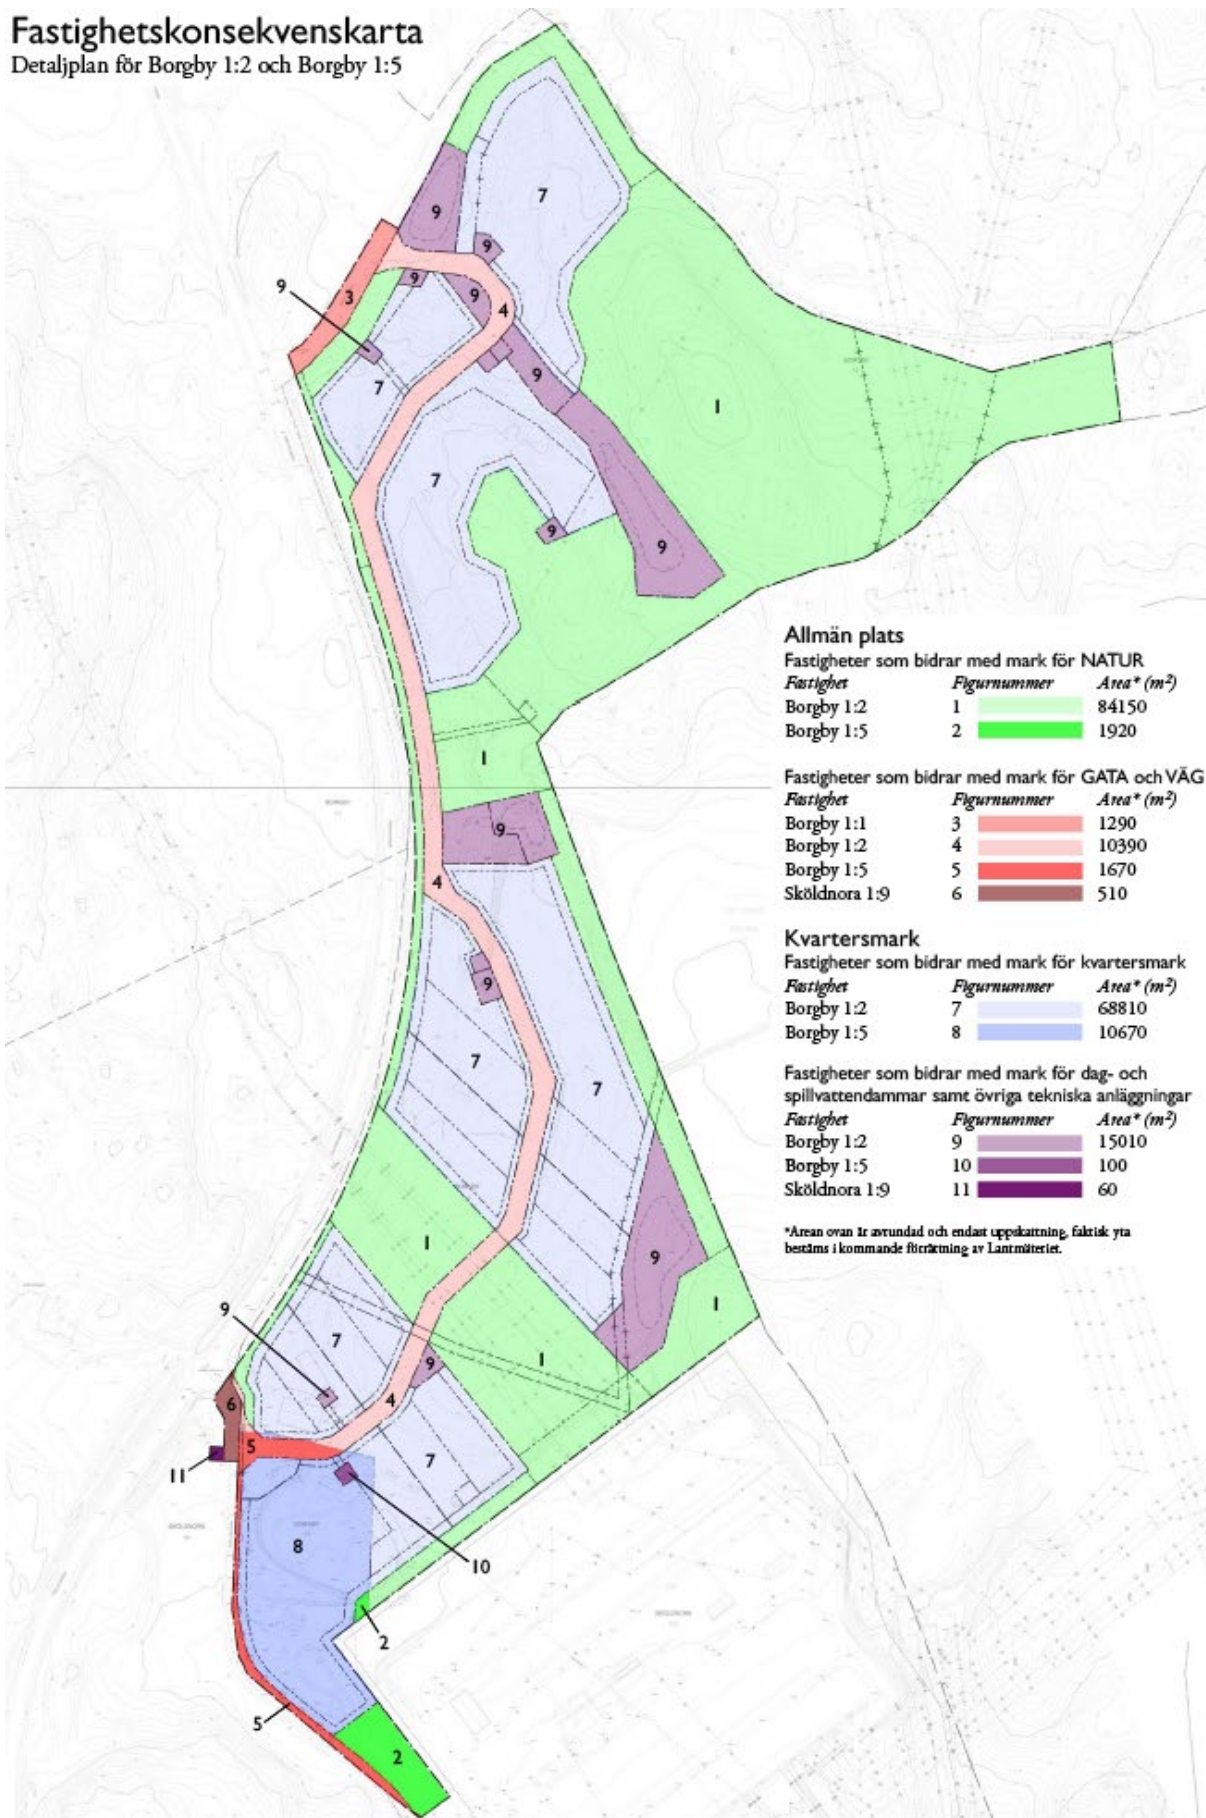 Fastighetskonsekvenskarta
Detaljplan för Borgby 1:2 och Borgby 1:5
7
9
9
9
9
3
9
4
9
7
1
7
9
9
Allmän plats
Fastigheter som bidrar med mark för NATUR
Fastighet Figurnummer Area* (m²)
Borgby 1:2 1 84150
Borgby 1:5 2 1920
Fastigheter som bidrar med mark för GATA och VÄG
Fastighet Figurnummer Area* (m²)
Borgby 1:1 3 1290
Borgby 1:2 4 10390
Borgby 1:5 5 1670
Sköldnora 1:9 6 510
Kvartersmark
Fastigheter som bidrar med mark för kvartersmark
Fastighet Figurnummer Area* (m²)
Borgby 1:2 7 68810
Borgby 1:5 8 10670
Fastigheter som bidrar med mark för dag- och
spillvattendammar samt övriga tekniska anläggningar
Fastighet Figurnummer Area* (m²)
Borgby 1:2 9 15010
Borgby 1:5 10 100
Sköldnora 1:9 11 60
*Arean ovan är avrundad och endast uppskattning, faktisk yta
bestäms i kommande förrättning av Lantmäteriet.
1
9
4
9
7
7
1
9
1
9
7
1
9
4
6
5
7
11
8
10
2
5
2